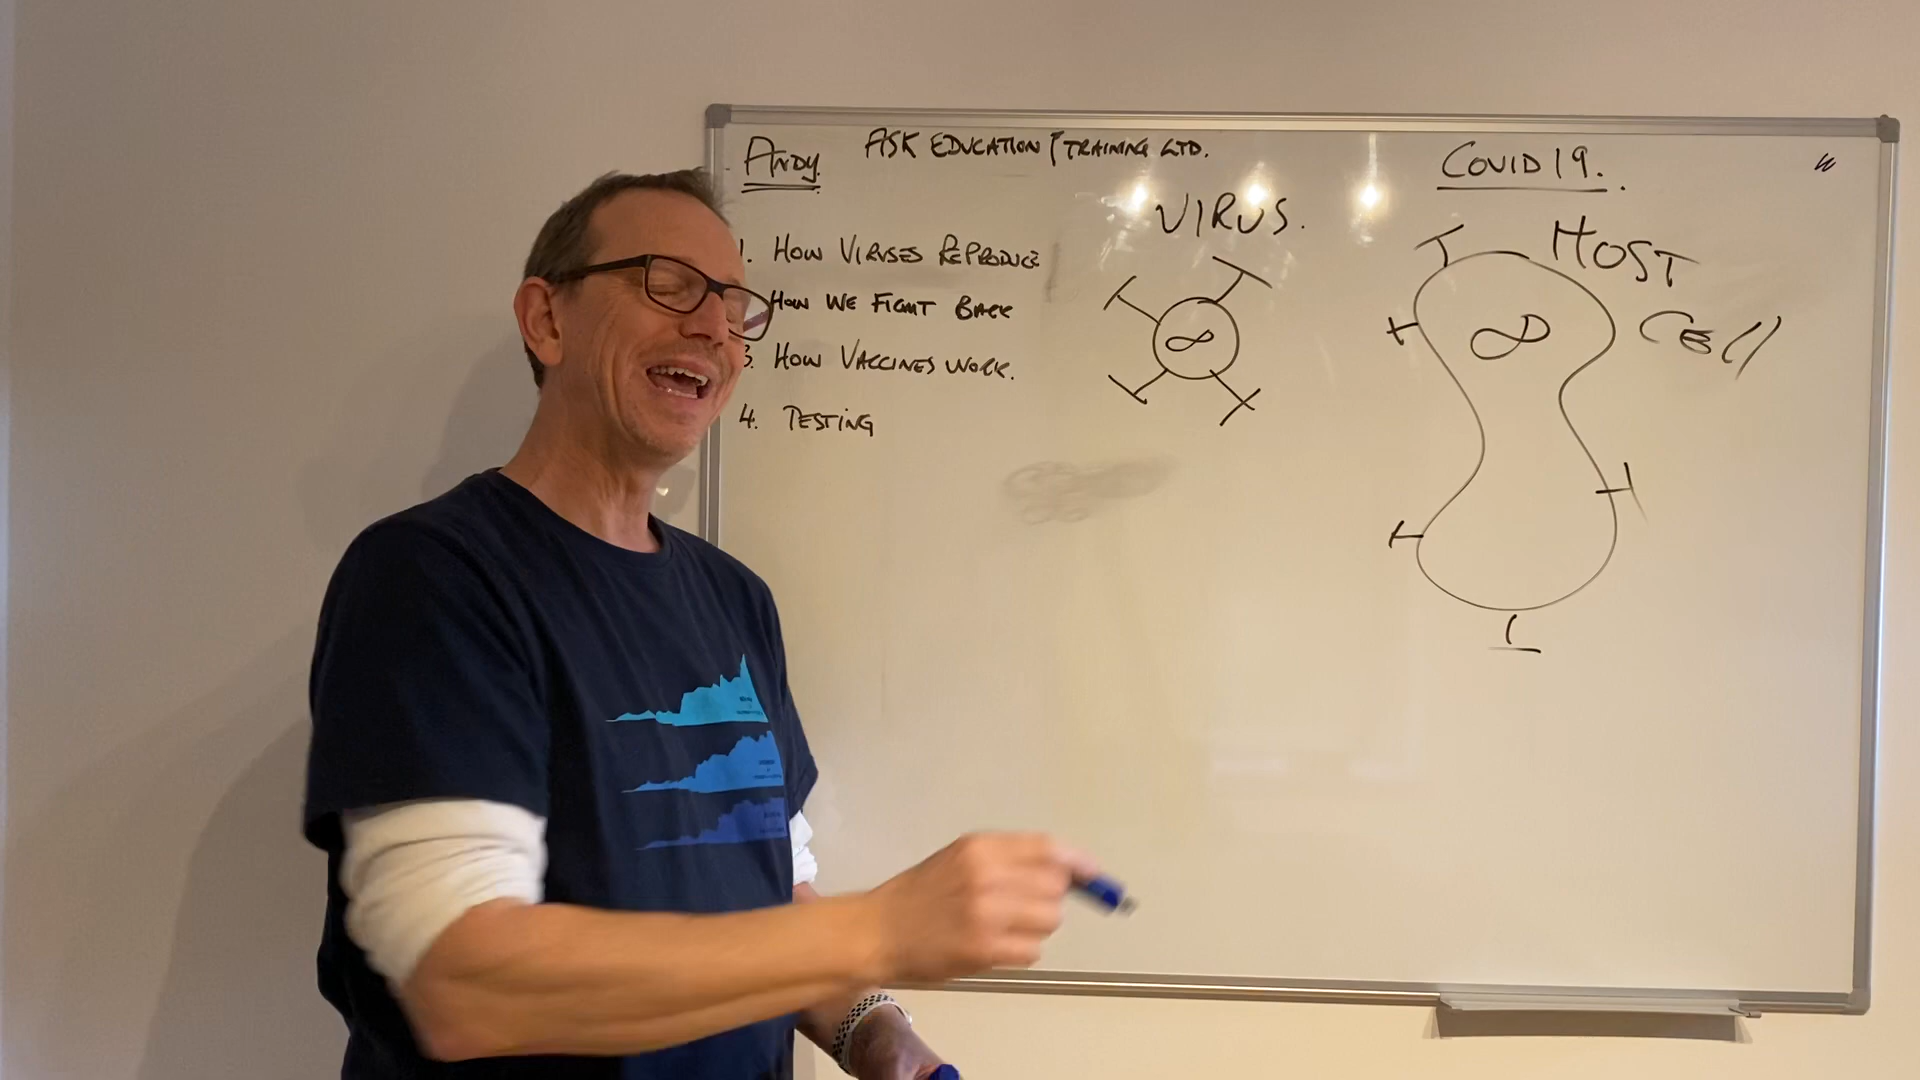 Andy.
ASK EDUCATION & TRAINING LTD.
COVID 19.
1. HOW VIRUSES REPRODUCE
HOW WE FIGHT BACK
3. HOW VACCINES WORK.
4. TESTING
VIRUS.
HOST
CELL